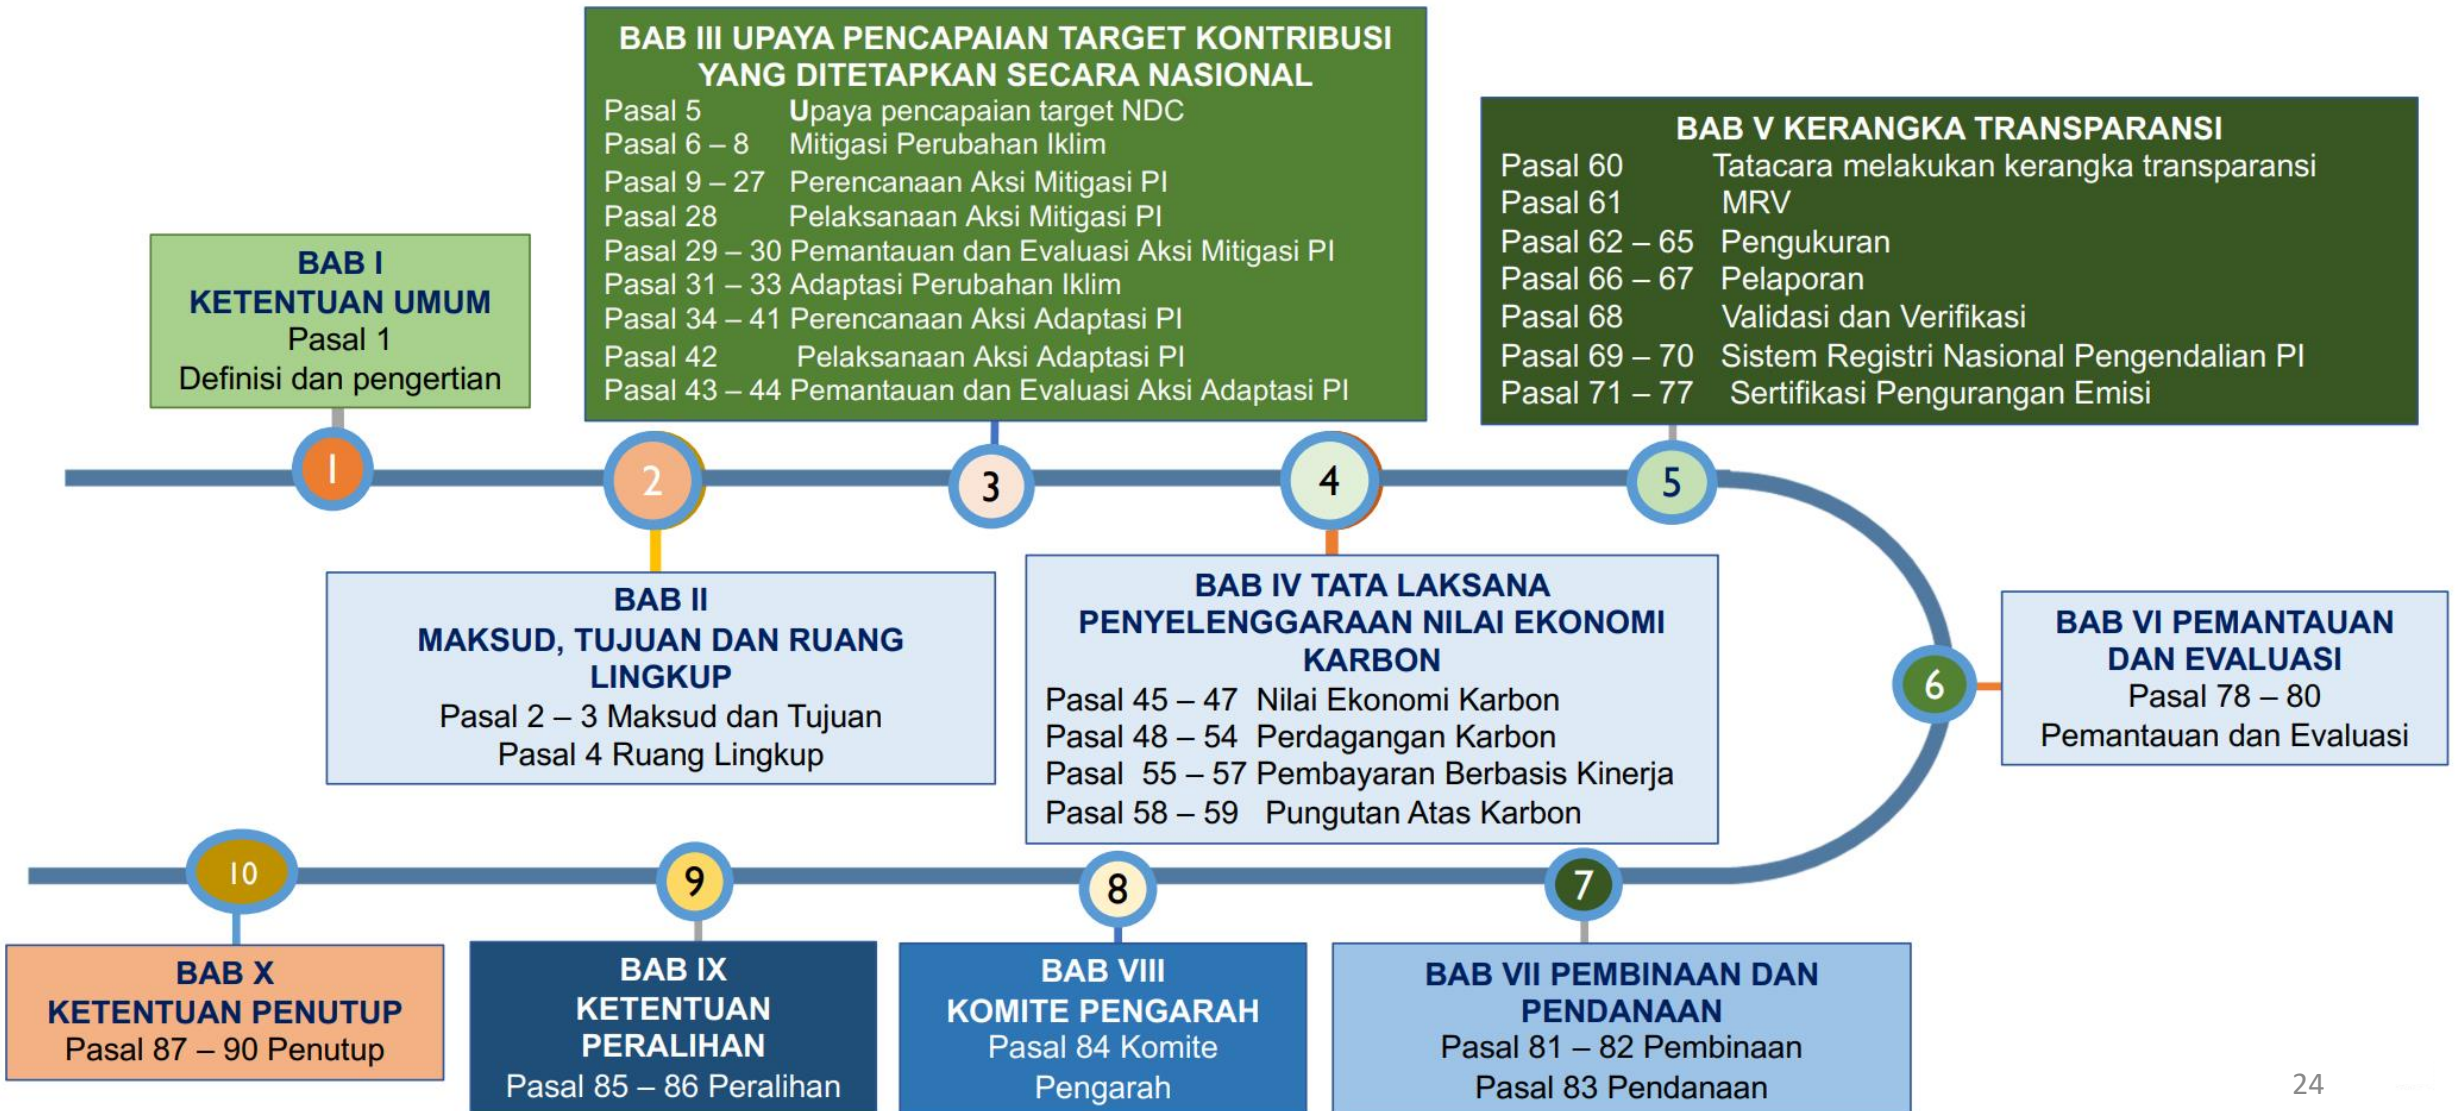 BAB III UPAYA PENCAPAIAN TARGET KONTRIBUSI
YANG DITETAPKAN SECARA NASIONAL
Pasal 5 Upaya pencapaian target NDC
Pasal 6 – 8 Mitigasi Perubahan Iklim
Pasal 9 – 27 Perencanaan Aksi Mitigasi PI
Pasal 28 Pelaksanaan Aksi Mitigasi PI
Pasal 29 – 30 Pemantauan dan Evaluasi Aksi Mitigasi PI
Pasal 31 – 33 Adaptasi Perubahan Iklim
Pasal 34 – 41 Perencanaan Aksi Adaptasi PI
Pasal 42 Pelaksanaan Aksi Adaptasi PI
Pasal 43 – 44 Pemantauan dan Evaluasi Aksi Adaptasi PI
BAB V KERANGKA TRANSPARANSI
Pasal 60 Tatacara melakukan kerangka transparansi
Pasal 61 MRV
Pasal 62 – 65 Pengukuran
Pasal 66 – 67 Pelaporan
Pasal 68 Validasi dan Verifikasi
Pasal 69 – 70 Sistem Registri Nasional Pengendalian PI
Pasal 71 – 77 Sertifikasi Pengurangan Emisi
BAB I
KETENTUAN UMUM
Pasal 1
Definisi dan pengertian
1
2
3
4
5
BAB II
MAKSUD, TUJUAN DAN RUANG
LINGKUP
Pasal 2 – 3 Maksud dan Tujuan
Pasal 4 Ruang Lingkup
BAB IV TATA LAKSANA
PENYELENGGARAAN NILAI EKONOMI
KARBON
Pasal 45 – 47 Nilai Ekonomi Karbon
Pasal 48 – 54 Perdagangan Karbon
Pasal 55 – 57 Pembayaran Berbasis Kinerja
Pasal 58 – 59 Pungutan Atas Karbon
6
BAB VI PEMANTAUAN
DAN EVALUASI
Pasal 78 – 80
Pemantauan dan Evaluasi
10
9
8
7
BAB X
KETENTUAN PENUTUP
Pasal 87 – 90 Penutup
BAB IX
KETENTUAN
PERALIHAN
Pasal 85 – 86 Peralihan
BAB VIII
KOMITE PENGARAH
Pasal 84 Komite
Pengarah
BAB VII PEMBINAAN DAN
PENDANAAN
Pasal 81 – 82 Pembinaan
Pasal 83 Pendanaan
24